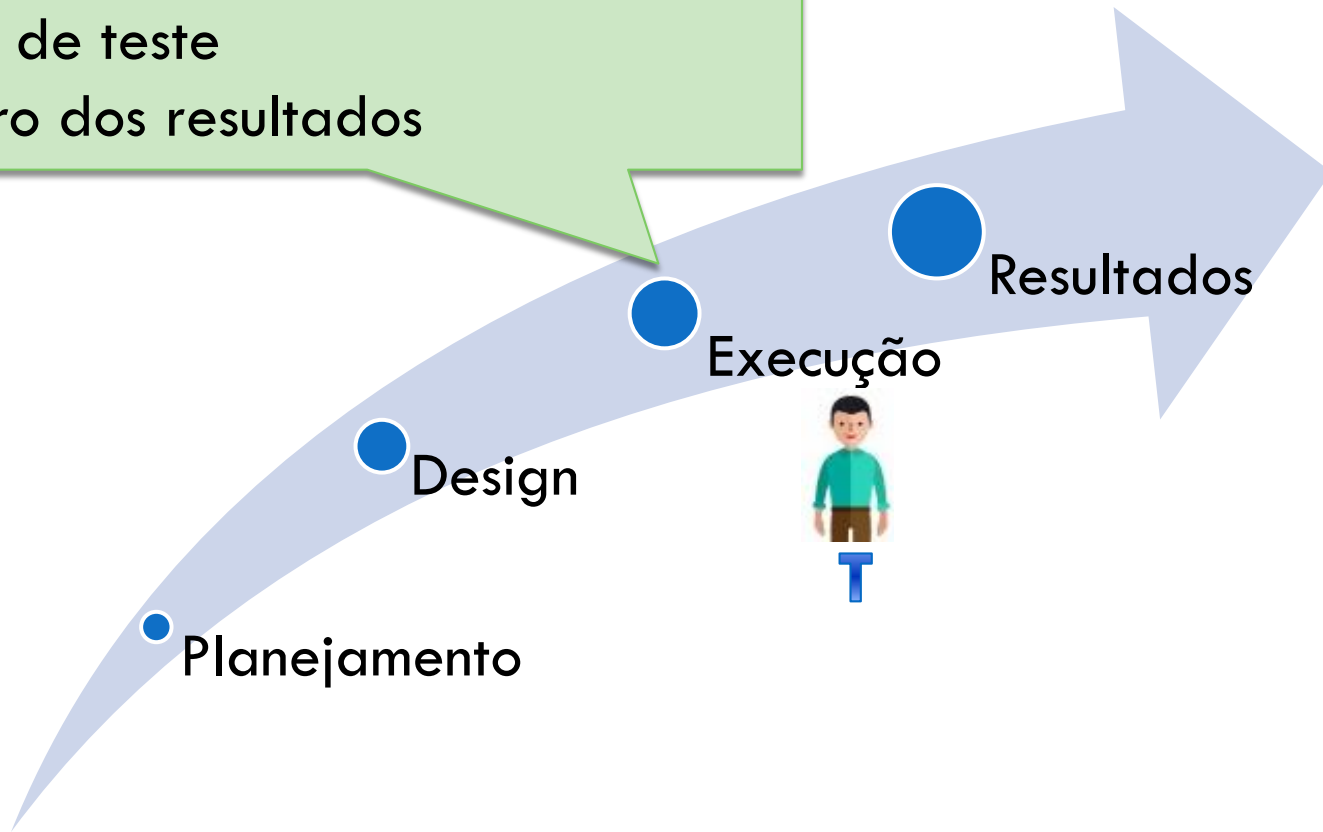 de teste
ro dos resultados
Resultados
Execução
Design
T
Planejamento